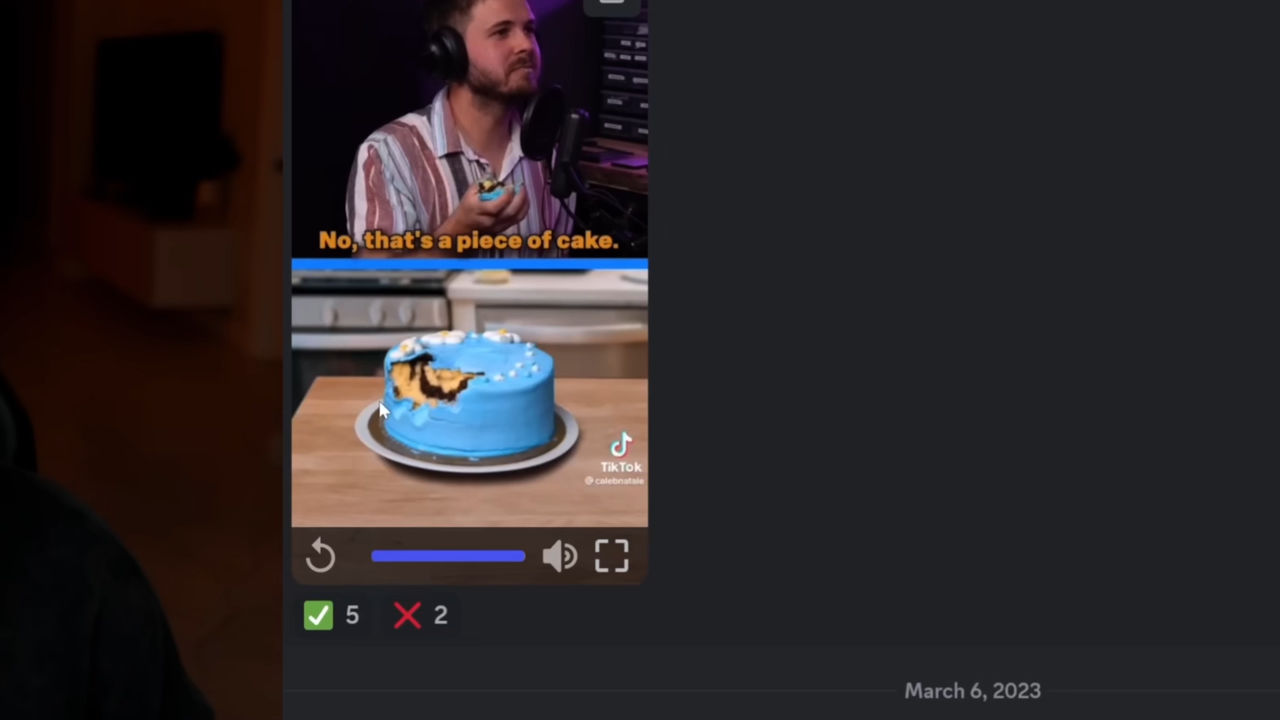 No, that's a piece of cake.
TikTok
@calebnatale
5 2
March 6, 2023